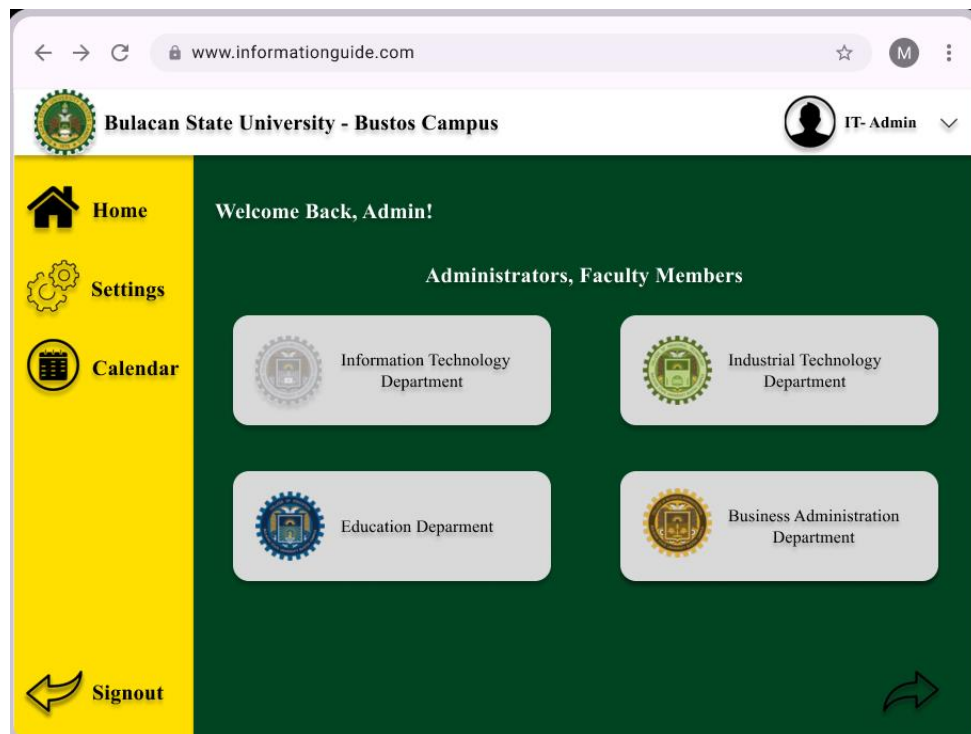 www.informationguide.com
M
Bulacan State University - Bustos Campus
IT- Admin
Home
Welcome Back, Admin!
Administrators, Faculty Members
Settings
Calendar
Information Technology
Department
Industrial Technology
Department
Education Deparment
Business Administration
Department
Signout